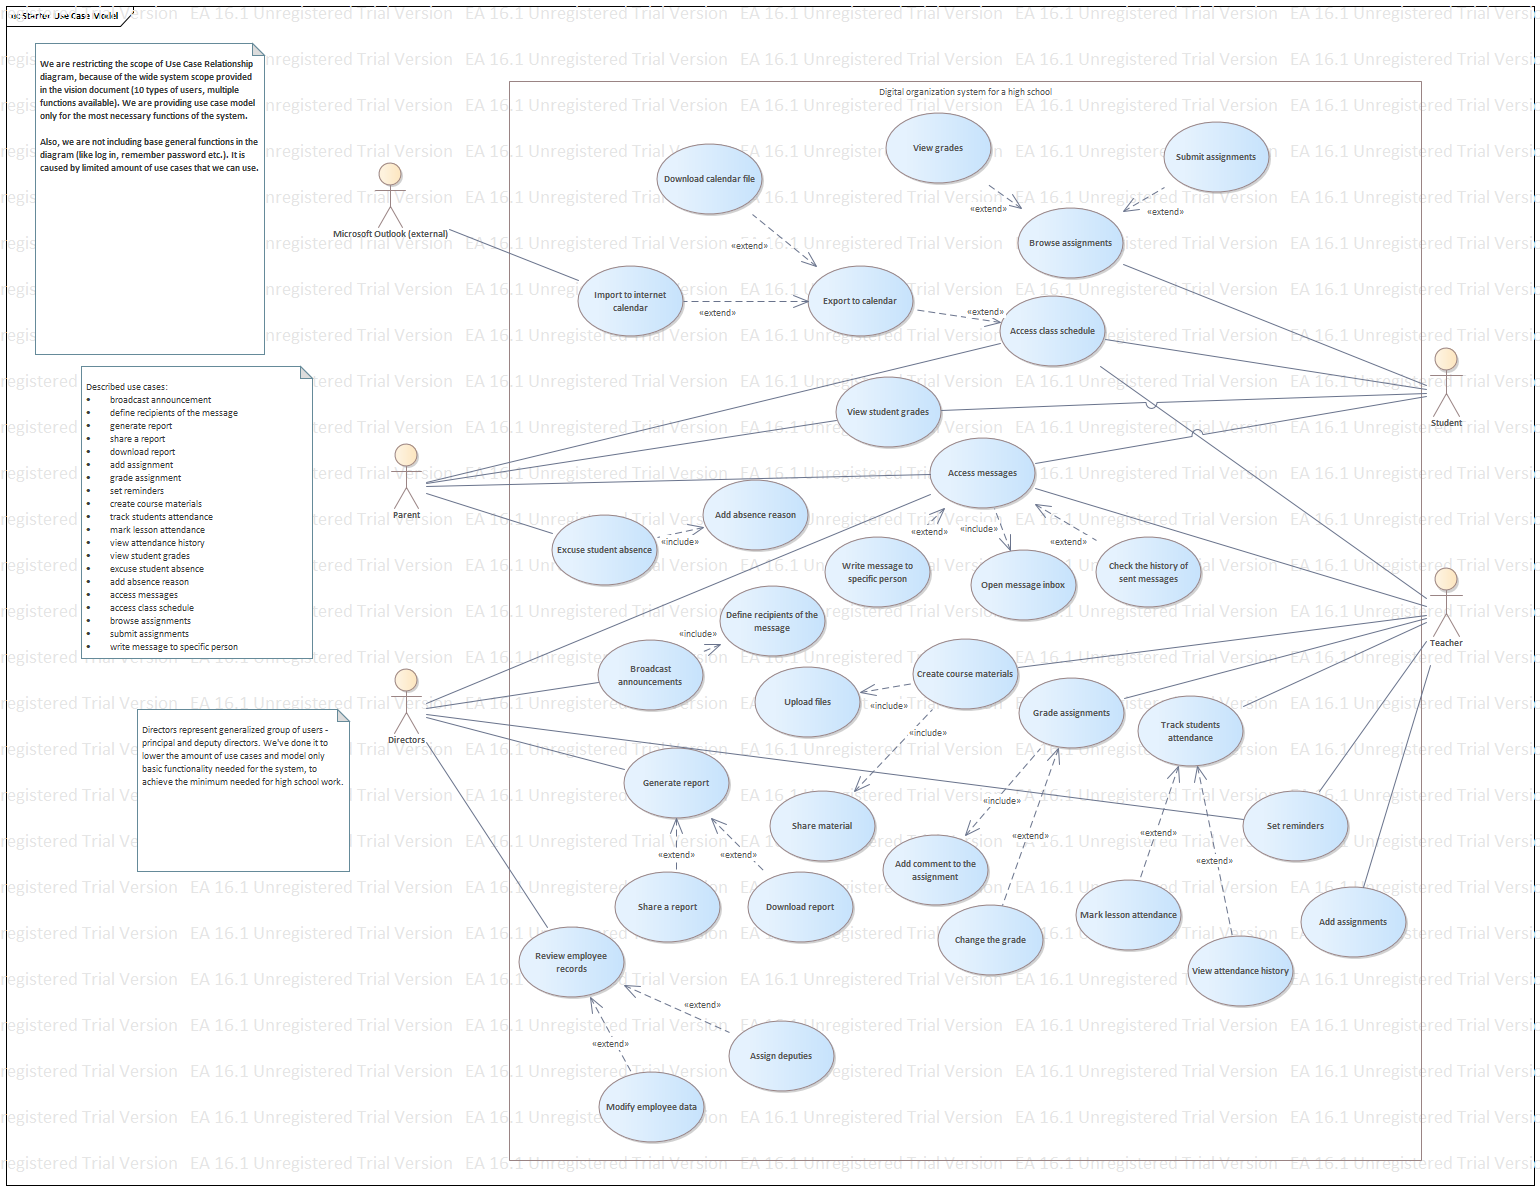 uc Starter Use Case Model
We are restricting the scope of Use Case Relationship
diagram, because of the wide system scope provided
in the vision document (10 types of users, multiple
functions available). We are providing use case model
only for the most necessary functions of the system.
Also, we are not including base general functions in the
diagram (like log in, remember password etc.). It is
caused by limited amount of use cases that we can use.
Digital organization system for a high school
View grades
Submit assignments
Download calendar file
«extend»
«extend»
Microsoft Outlook (external)
«extend»
Browse assignments
Import to internet
calendar
«extend»
Export to calendar
«extend»
Access class schedule
Described use cases:
• broadcast announcement
• define recipients of the message
• generate report
• share a report
• download report
• add assignment
• grade assignment
• set reminders
• create course materials
• track students attendance
• mark lesson attendance
• view attendance history
• view student grades
• excuse student absence
• add absence reason
• access messages
• access class schedule
• browse assignments
• submit assignments
• write message to specific person
View student grades
Student
Access messages
Parent
Add absence reason
Excuse student absence
«include»
«extend»
«include»
«extend»
Write message to
specific person
Open message inbox
Check the history of
sent messages
Define recipients of the
message
«include»
Teacher
Broadcast
announcements
Create course materials
Upload files
«include»
«include»
Grade assignments
Track students
attendance
Directors
Directors represent generalized group of users -
principal and deputy directors. We've done it to
lower the amount of use cases and model only
basic functionality needed for the system, to
achieve the minimum needed for high school work.
Generate report
Share material
«include»
«extend»
«extend»
«extend»
Set reminders
«extend»
«extend»
Add comment to the
assignment
Share a report
Download report
Change the grade
Mark lesson attendance
Add assignments
Review employee
records
View attendance history
«extend»
«extend»
Assign deputies
Modify employee data
EA 16.1 Unregistered Trial Version